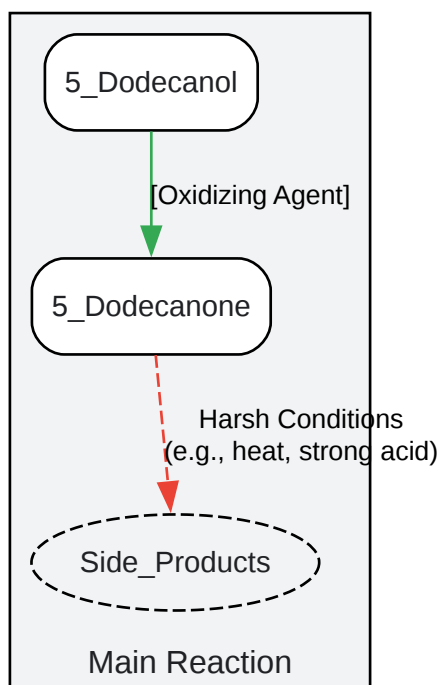 5_Dodecanol
[Oxidizing Agent]
5_Dodecanone
Harsh Conditions
(e.g., heat, strong acid)
Side_Products
Main Reaction